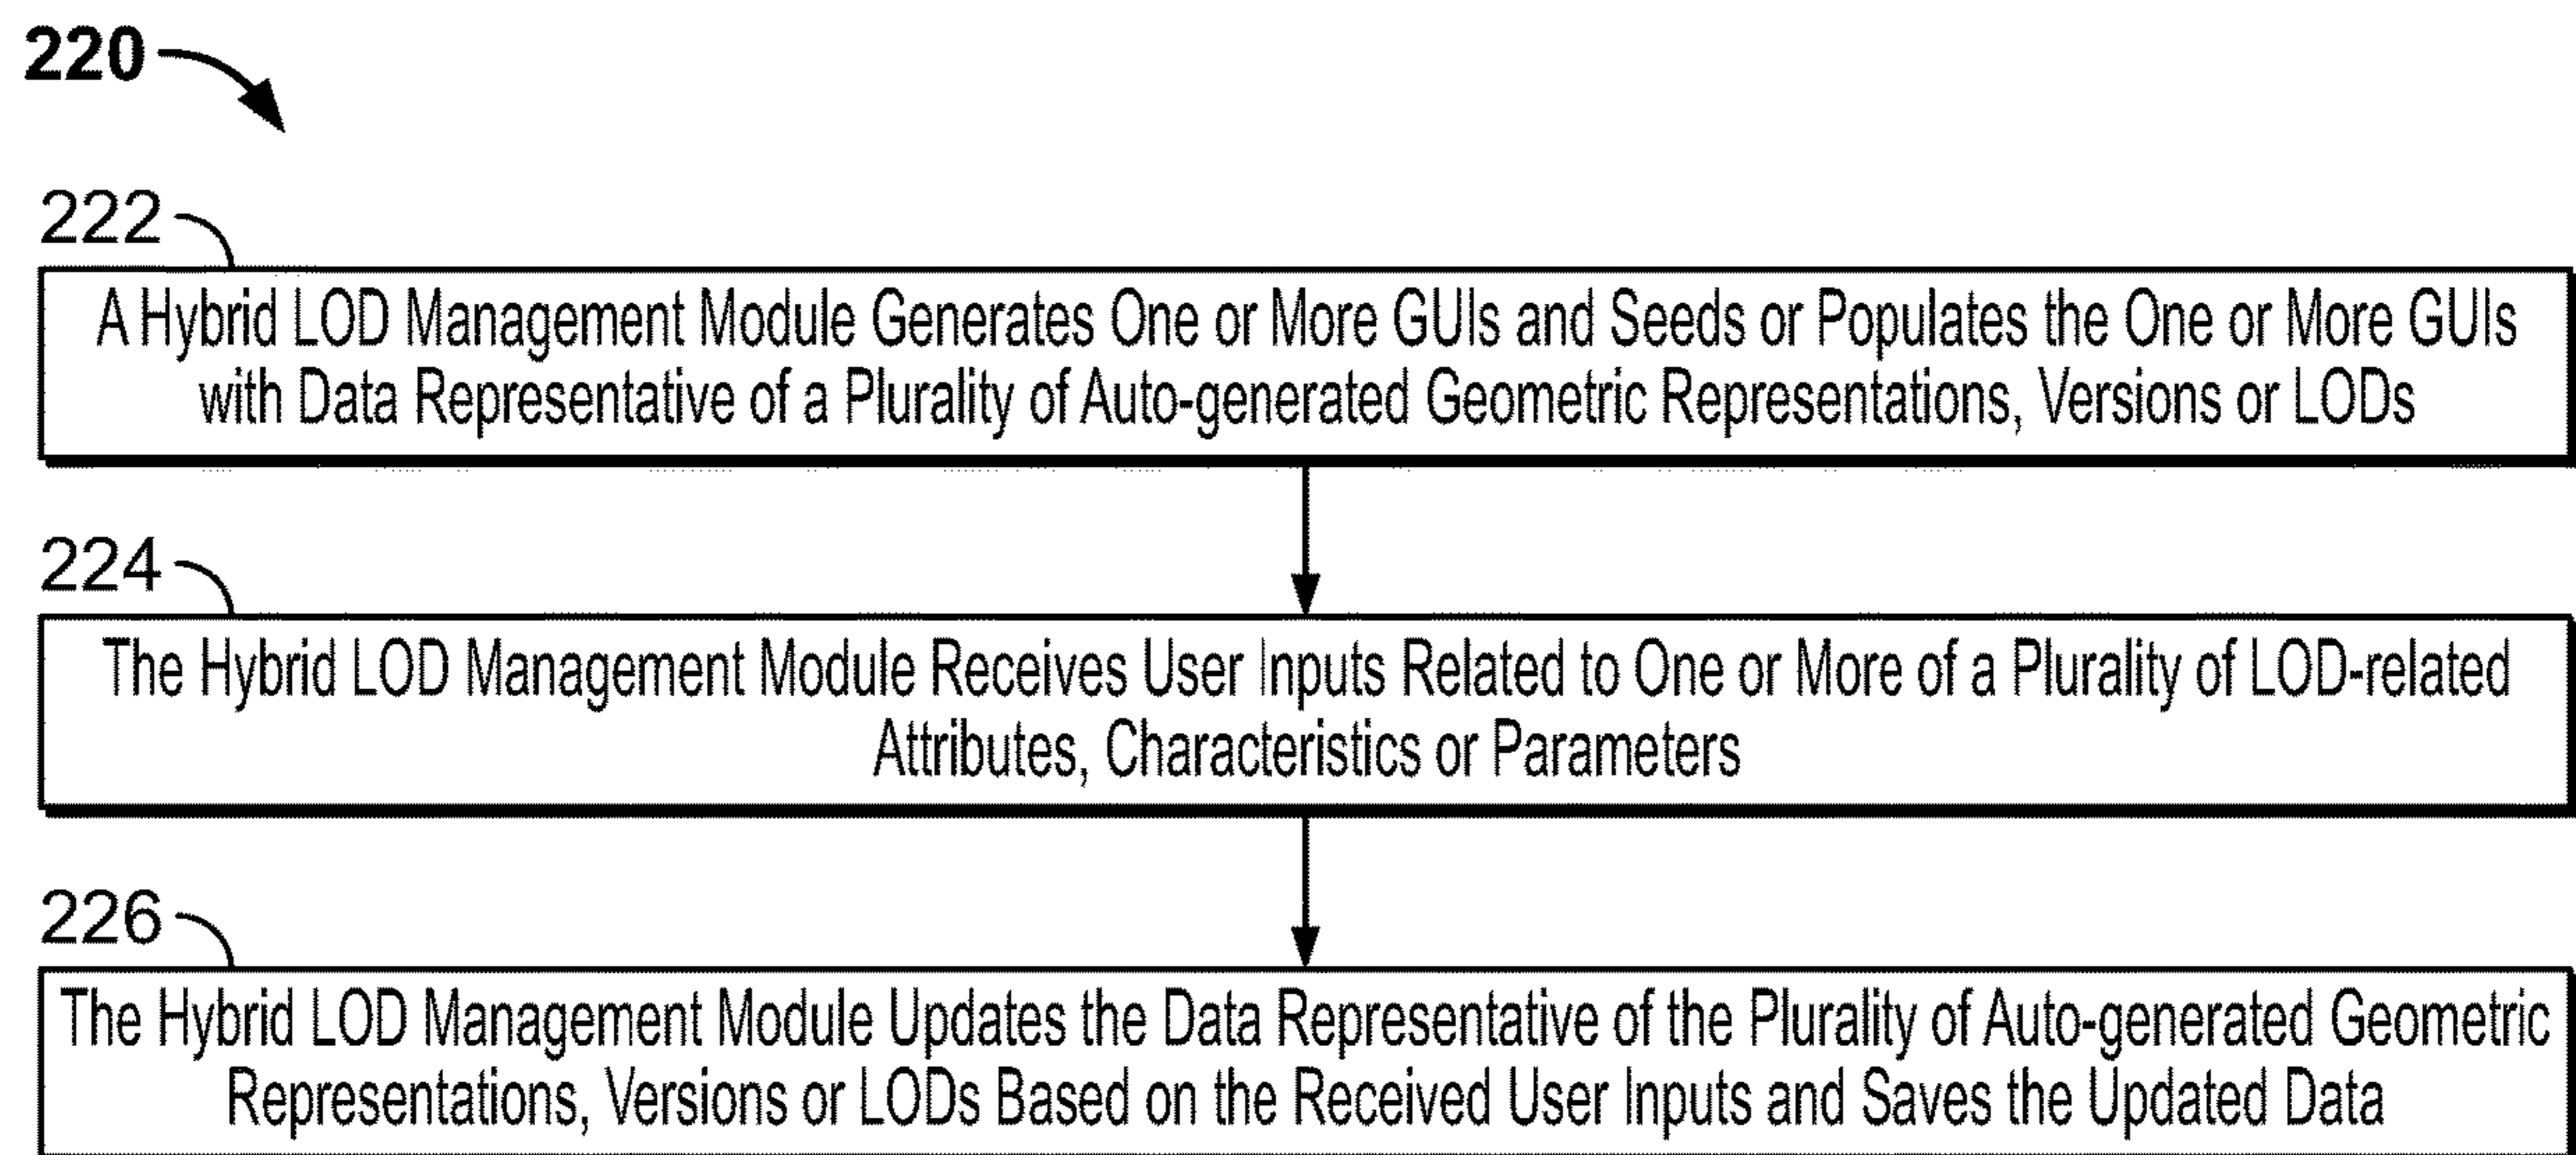 220
222
A Hybrid LOD Management Module Generates One or More GUIs and Seeds or Populates the One or More GUIs
with Data Representative of a Plurality of Auto-generated Geometric Representations, Versions or LODs
224
The Hybrid LOD Management Module Receives User Inputs Related to One or More of a Plurality of LOD-related
Attributes, Characteristics or Parameters
226
The Hybrid LOD Management Module Updates the Data Representative of the Plurality of Auto-generated Geometric
Representations, Versions or LODs Based on the Received User Inputs and Saves the Updated Data